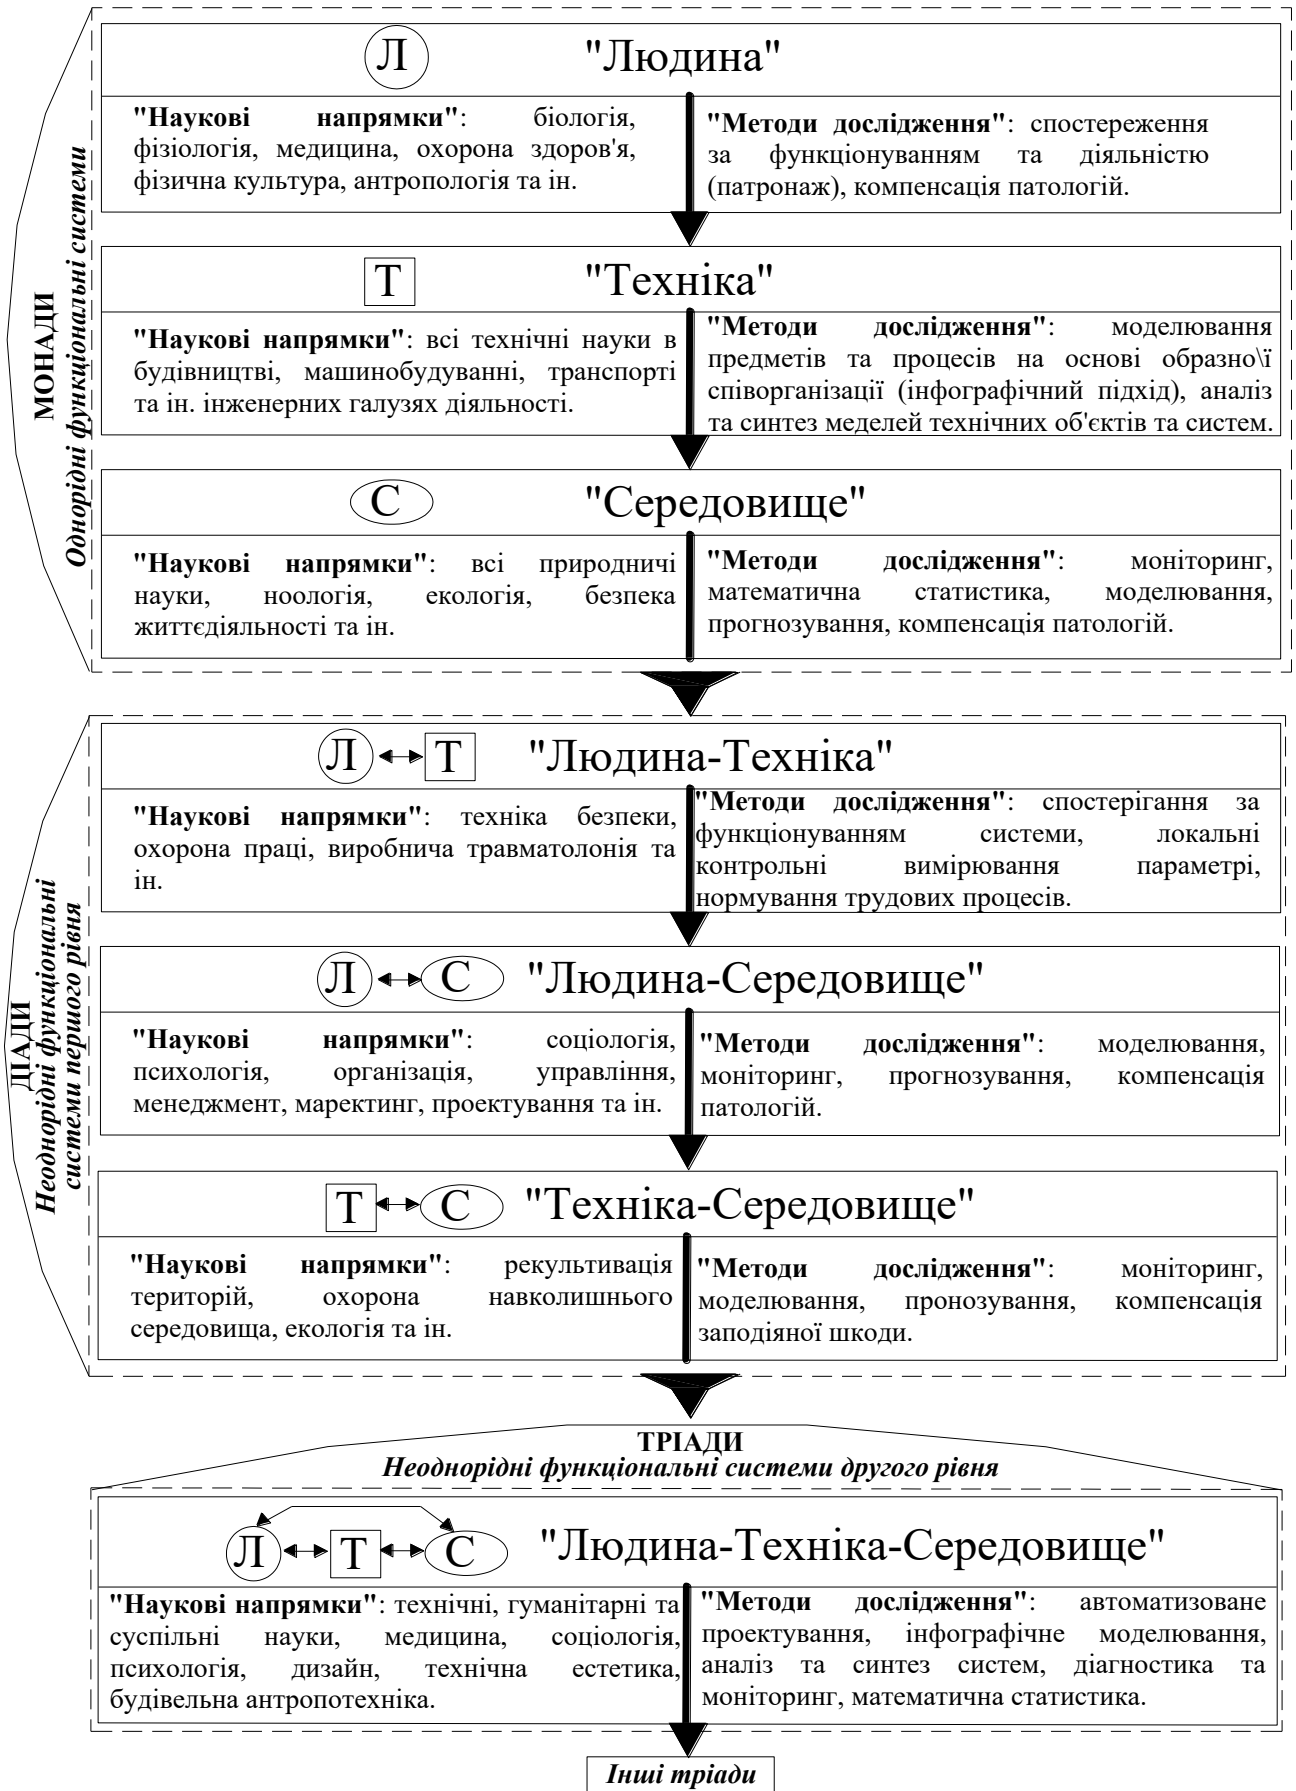 Л "Людина"
"Наукові напрямки": біологія,
фізіологія, медицина, охорона здоров'я,
фізична культура, антропологія та ін.
"Методи дослідження": спостереження
за функціонуванням та діяльністю
(патронаж), компенсація патологій.
Т "Техніка"
"Наукові напрямки": всі технічні науки в
будівництві, машинобудуванні, транспорті
та ін. інженерних галузях діяльності.
"Методи дослідження": моделювання
предметів та процесів на основі образно\ї
співорганізації (інфографічний підхід), аналіз
та синтез меделей технічних об'єктів та систем.
С "Середовище"
"Наукові напрямки": всі природничі
науки, ноологія, екологія, безпека
життєдіяльності та ін.
"Методи дослідження": моніторинг,
математична статистика, моделювання,
прогнозування, компенсація патологій.
МОНАДИ
Однорідні функціональні системи
Л Т "Людина-Техніка"
"Наукові напрямки": техніка безпеки,
охорона праці, виробнича травматолонія та
ін.
"Методи дослідження": спостерігання за
функціонуванням системи, локальні
контрольні вимірювання параметрі,
нормування трудових процесів.
Л С "Людина-Середовище"
"Наукові напрямки": соціологія,
психологія, організація, управління,
менеджмент, маректинг, проектування та ін.
"Методи дослідження": моделювання,
моніторинг, прогнозування, компенсація
патологій.
Т С "Техніка-Середовище"
"Наукові напрямки": рекультивація
територій, охорона навколишнього
середовища, екологія та ін.
"Методи дослідження": моніторинг,
моделювання, пронозування, компенсація
заподіяної шкоди.
ДІАДИ
Неоднорідні функціональні
системи першого рівня
ТРІАДИ
Неоднорідні функціональні системи другого рівня
Л Т С "Людина-Техніка-Середовище"
"Наукові напрямки": технічні, гуманітарні та
суспільні науки, медицина, соціологія,
психологія, дизайн, технічна естетика,
будівельна антропотехніка.
"Методи дослідження": автоматизоване
проектування, інфографічне моделювання,
аналіз та синтез систем, діагностика та
моніторинг, математична статистика.
Інші тріади